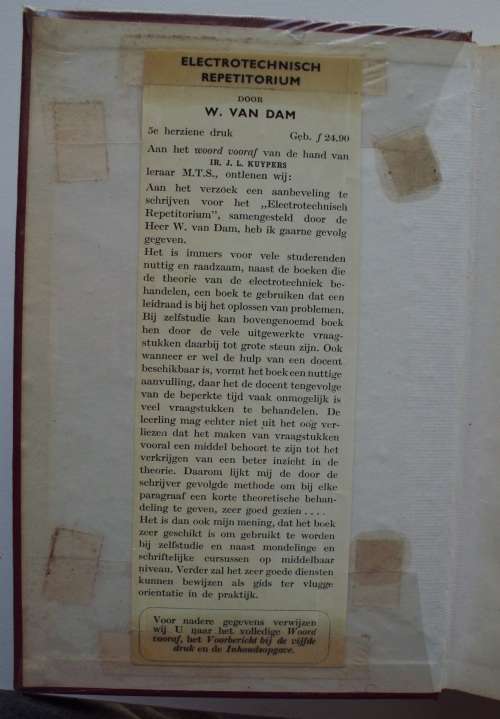 ELECTROTECHNISCH
REPETITORIUM
DOOR
W. VAN DAM
5e herziene druk Geb. f 24,90
Aan het woord vooraf van de hand van
IR. J. L. KUYPERS
leraar M.T.S., ontlenen wij:
Aan het verzoek een aanbeveling te
schrijven voor het „Electrotechnisch
Repetitorium", samengesteld door de
Heer W. van Dam, heb ik gaarne gevolg
gegeven.
Het is immers voor vele studerenden
nuttig en raadzaam, naast de boeken die
de theorie van de electrotechniek be-
handelen, een boek te gebruiken dat een
leidraad is bij het oplossen van problemen.
Bij zelfstudie kan bovengenoemd boek
hen door de vele uitgewerkte vraag-
stukken daarbij tot grote steun zijn. Ook
wanneer er wel de hulp van een docent
beschikbaar is, vormt het boek een nuttige
aanvulling, daar het de docent tengevolge
van de beperkte tijd vaak onmogelijk is
veel vraagstukken te behandelen. De
leerling mag echter niet uit het oog ver-
liezen dat het maken van vraagstukken
vooral een middel behoort te zijn tot het
verkrijgen van een beter inzicht in de
theorie. Daarom lijkt mij de door de
schrijver gevolgde methode om bij elke
paragraaf een korte theoretische behan-
deling te geven, zeer goed gezien . . . .
Het is dan ook mijn mening, dat het boek
zeer geschikt is om gebruikt te worden
bij zelfstudie en naast mondelinge en
schriftelijke cursussen op middelbaar
niveau. Verder zal het zeer goede diensten
kunnen bewijzen als gids ter vlugge
orientatie in de praktijk.
Voor nadere gegevens verwijzen
wij U naar het volledige Woord
vooraf, het Voorbericht bij de vijfde
druk en de Inhoudsopgave.